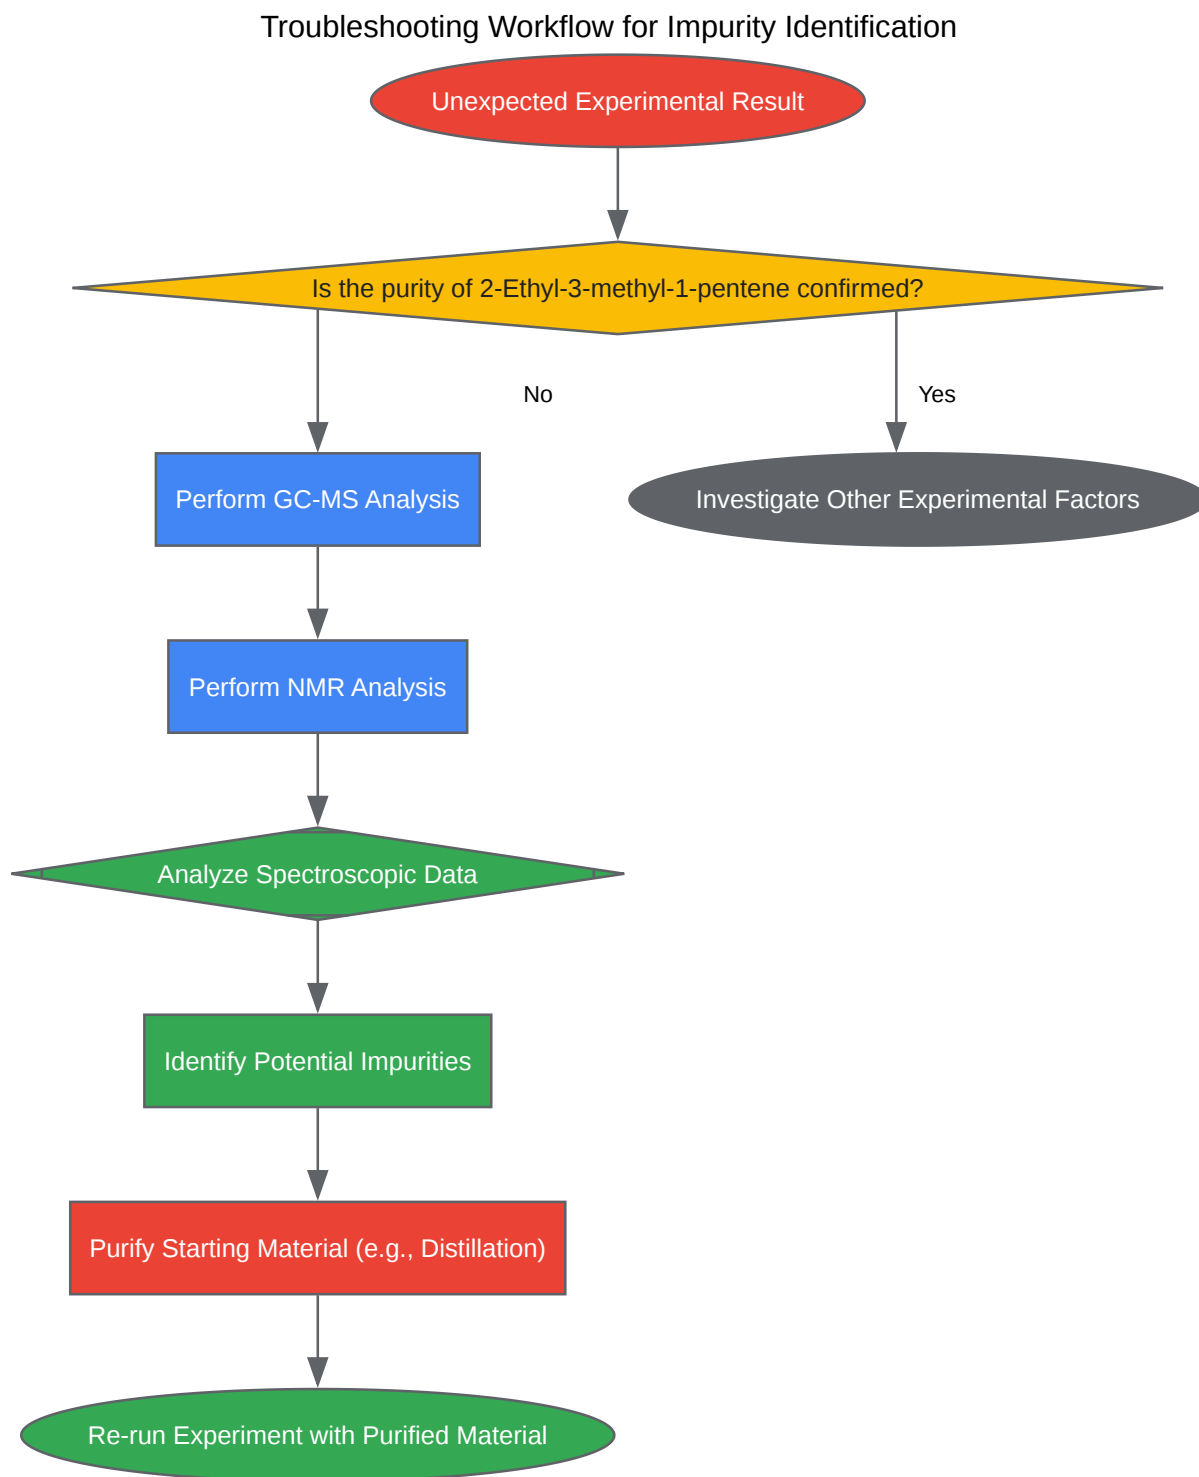 Troubleshooting Workflow for Impurity Identification
Unexpected Experimental Result
Is the purity of 2-Ethyl-3-methyl-1-pentene confirmed?
No
Yes
Perform GC-MS Analysis
Investigate Other Experimental Factors
Perform NMR Analysis
Analyze Spectroscopic Data
Identify Potential Impurities
Purify Starting Material (e.g., Distillation)
Re-run Experiment with Purified Material